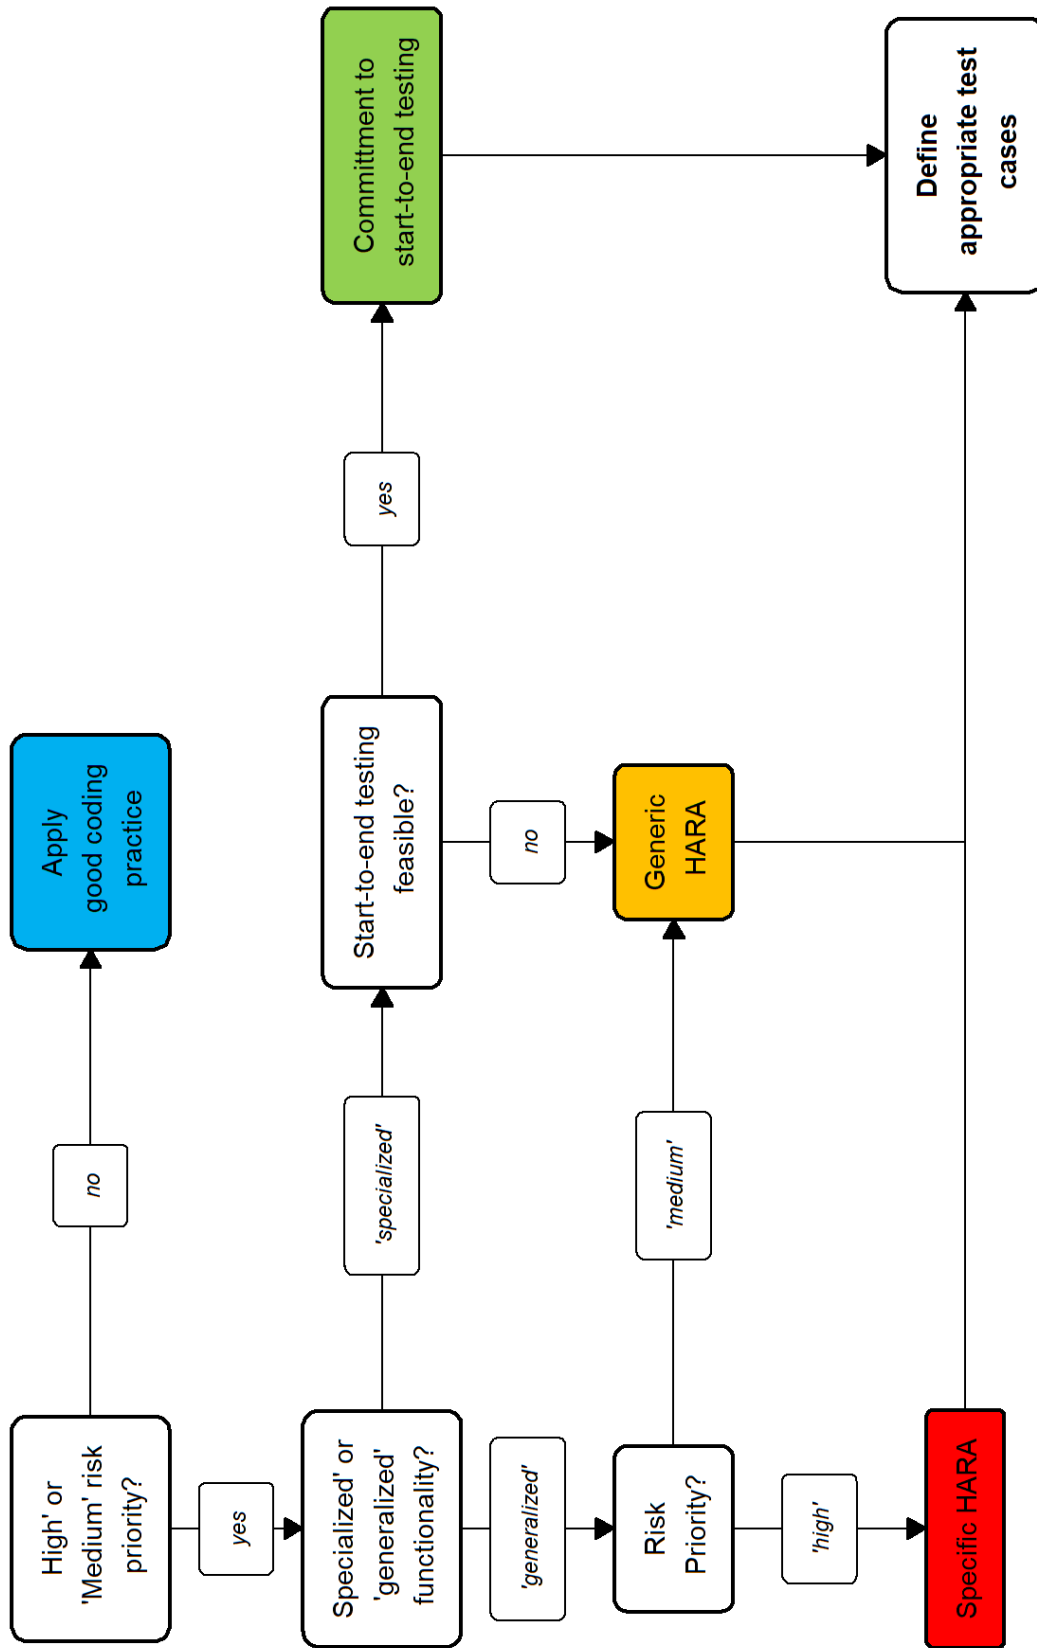 High' or
'Medium' risk
priority?
no
Apply
good coding
practice
yes
Specialized' or
'generalized'
functionality?
'specialized'
Start-to-end testing
feasible?
yes
Committment to
start-to-end testing
'generalized'
no
Risk
Priority?
'medium'
Generic
HARA
'high'
Specific HARA
Define
appropriate test
cases